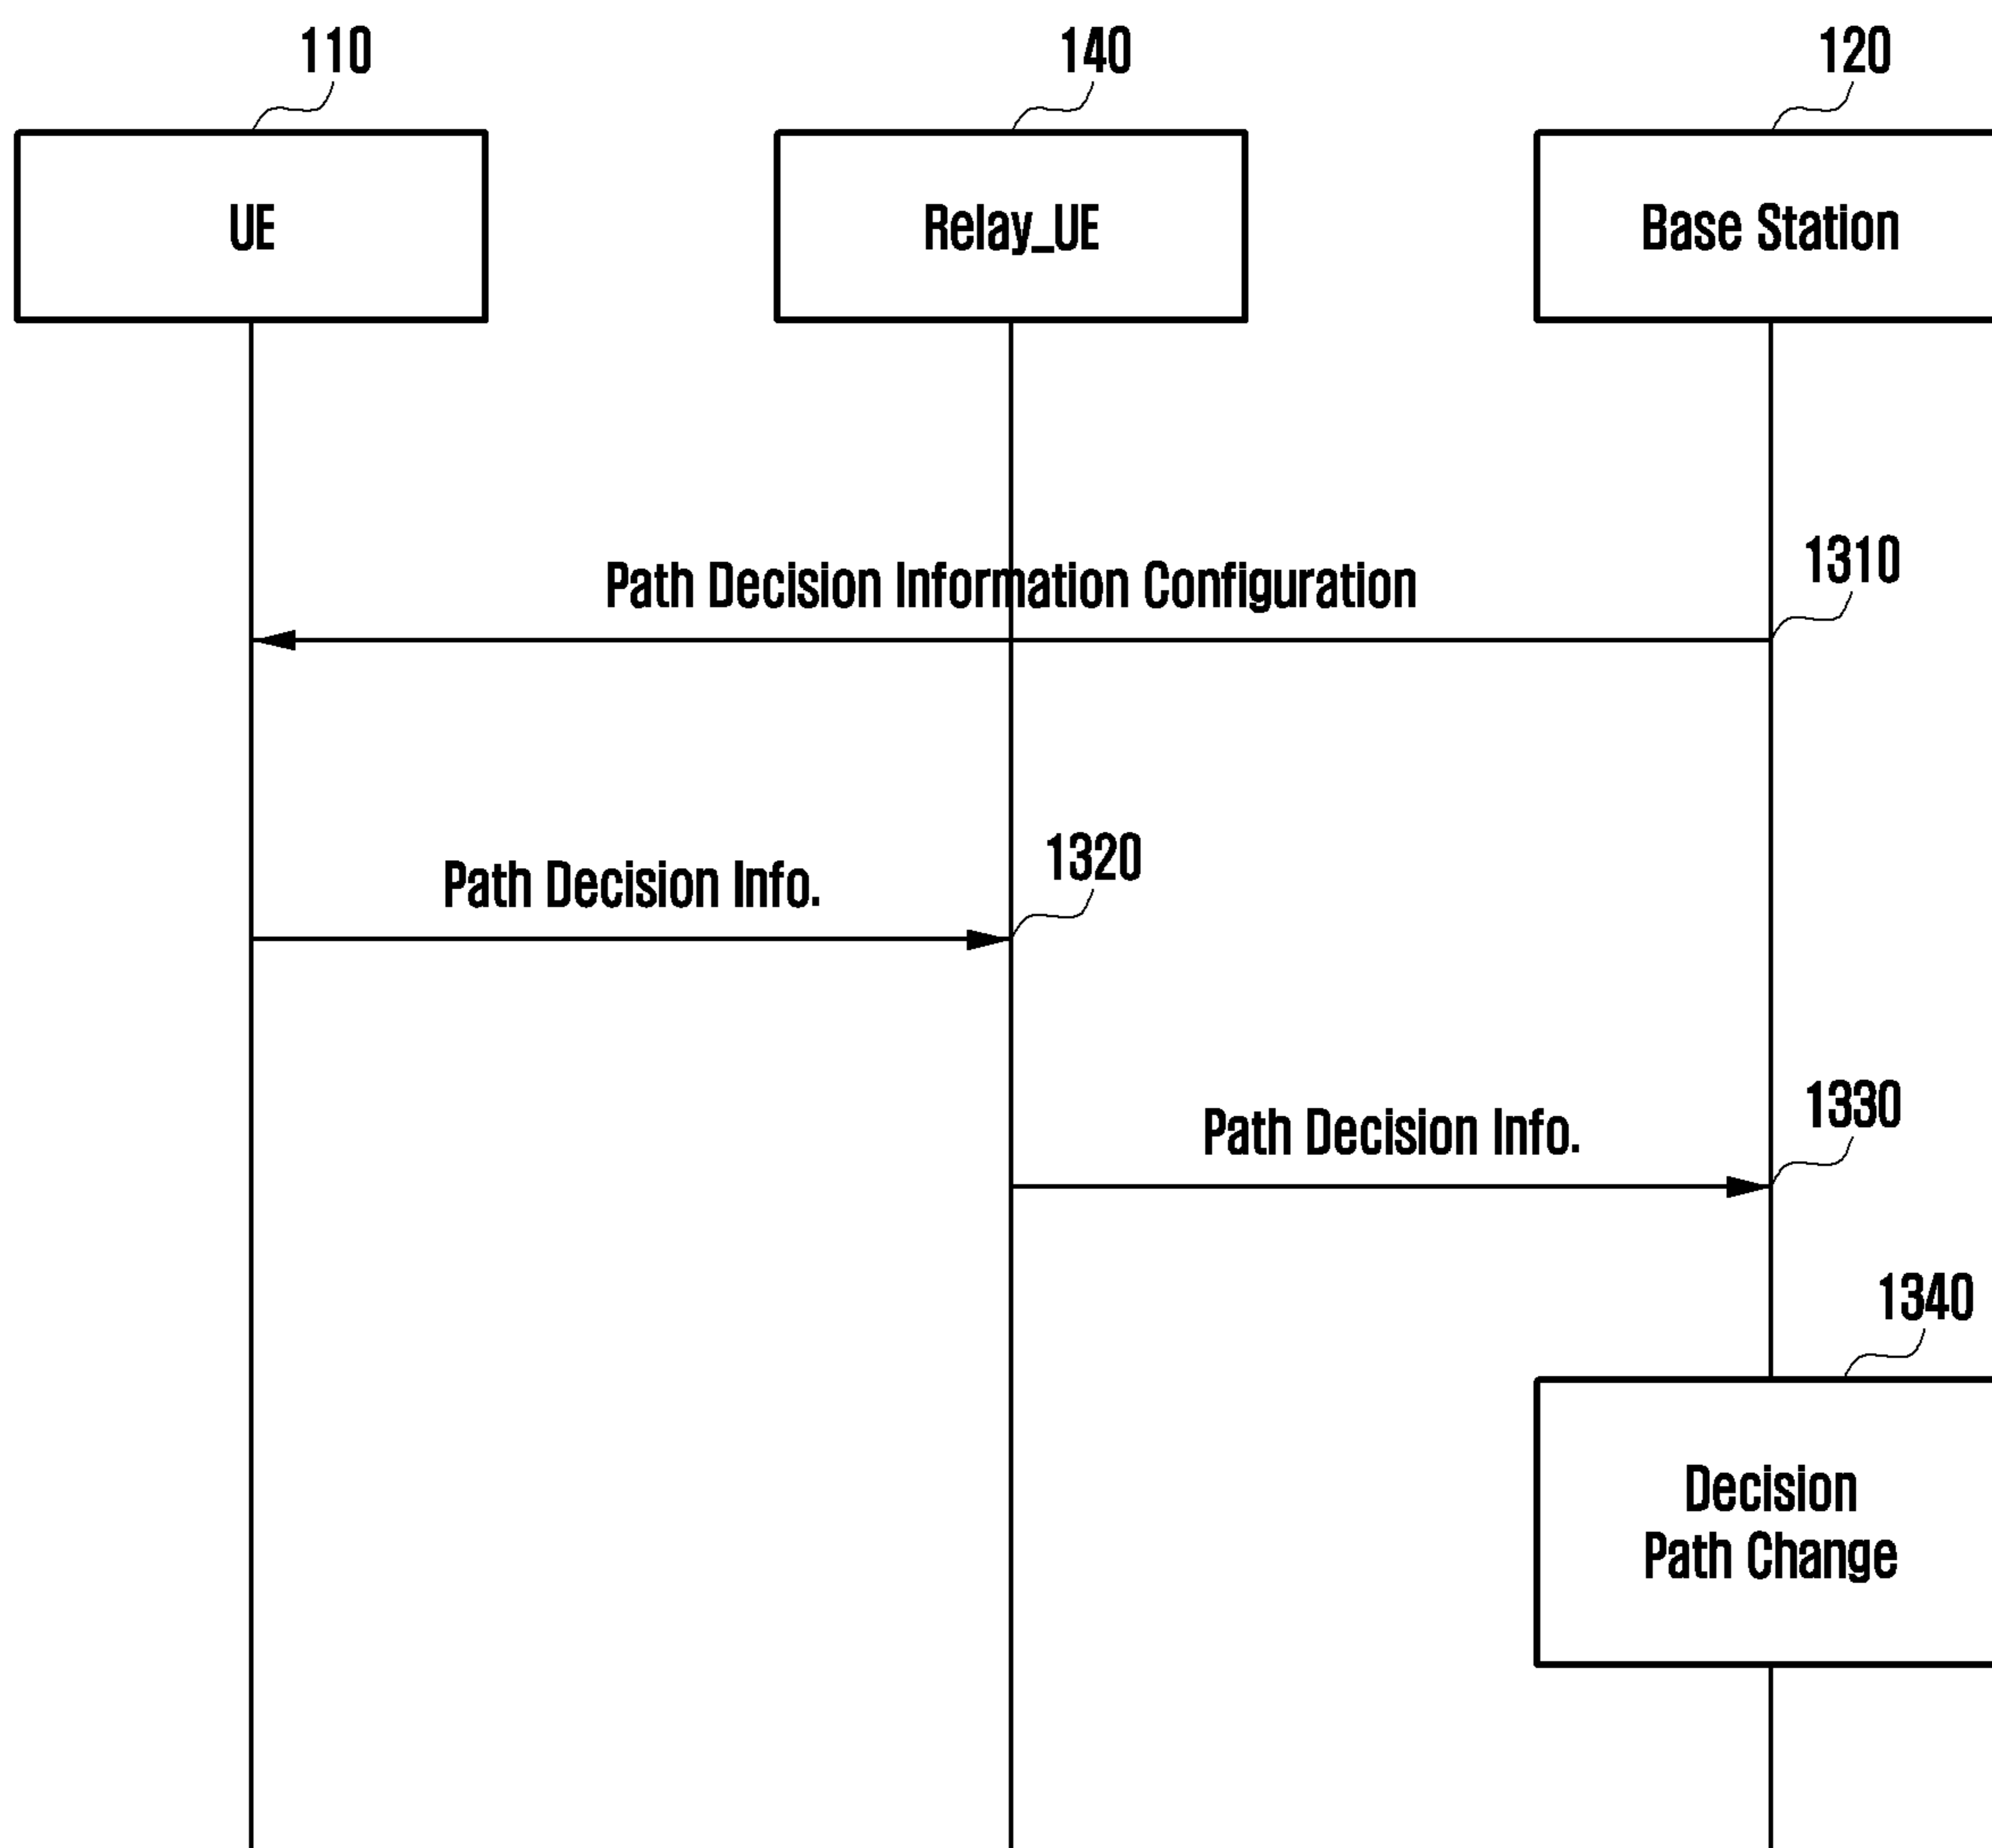 110
140
120
UE
Relay_UE
Base Station
1310
Path Decision Information Configuration
1320
Path Decision Info.
1330
Path Decision Info.
1340
Decision
Path Change